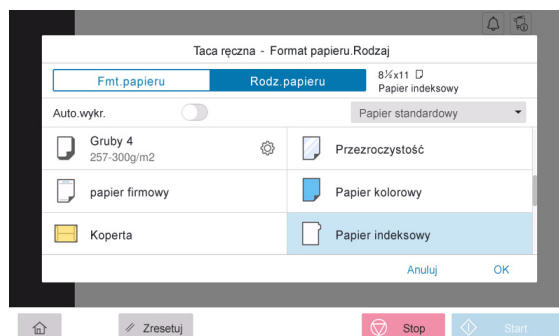 Taca ręczna - Format papieru.Rodzaj
Fmt.papieru
Rodz.papieru
8½x11
Papier indeksowy
Auto.wykr.
Papier standardowy
Gruby 4
257-300g/m2
Przezroczystość
papier firmowy
Papier kolorowy
Koperta
Papier indeksowy
Anuluj
OK
Zresetuj
Stop
Start